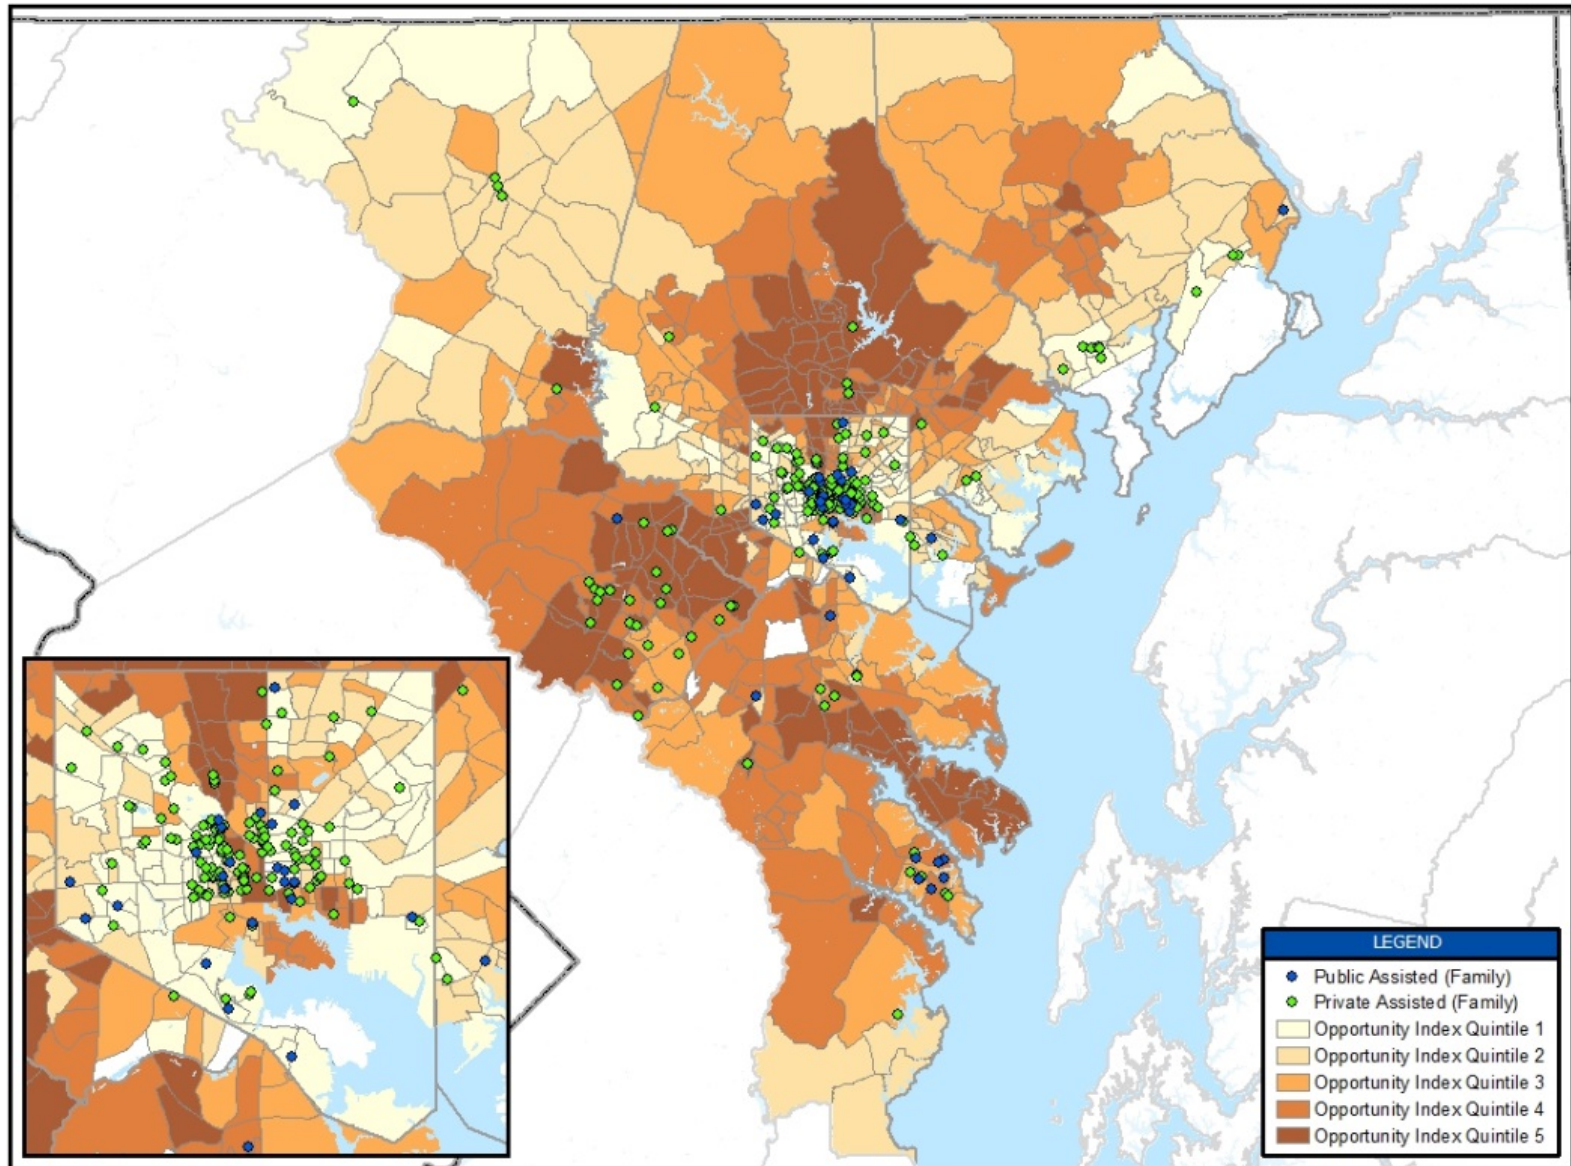 LEGEND
Public Assisted (Family)
Private Assisted (Family)
Opportunity Index Quintile 1
Opportunity Index Quintile 2
Opportunity Index Quintile 3
Opportunity Index Quintile 4
Opportunity Index Quintile 5